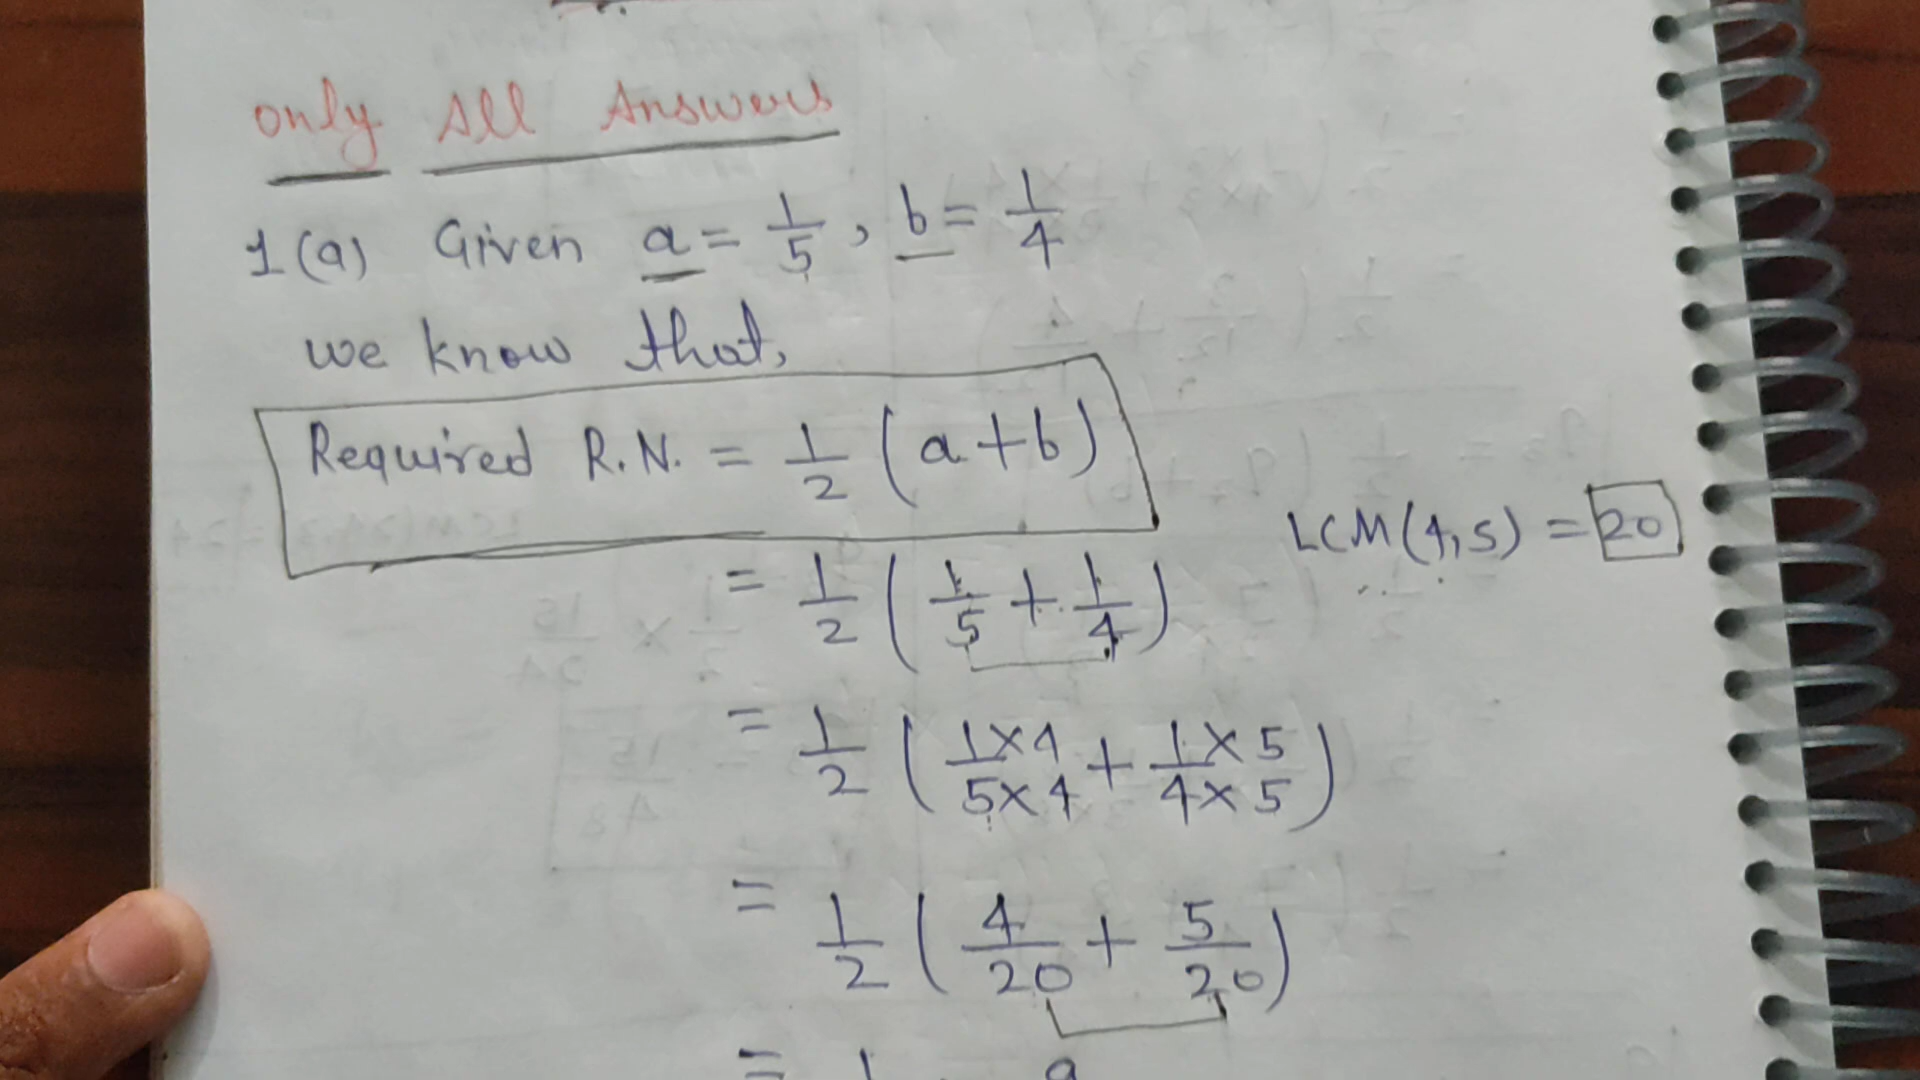 only All Answers
1(a) Given a = 1/5, b = 1/4
we know that,
Required R.N. = 1/2 (a+b)
LCM(4,5) = 20
= 1/2 (1/5 + 1/4)
= 1/2 (1×4/5×4 + 1×5/4×5)
= 1/2 (4/20 + 5/20)
= 1 9